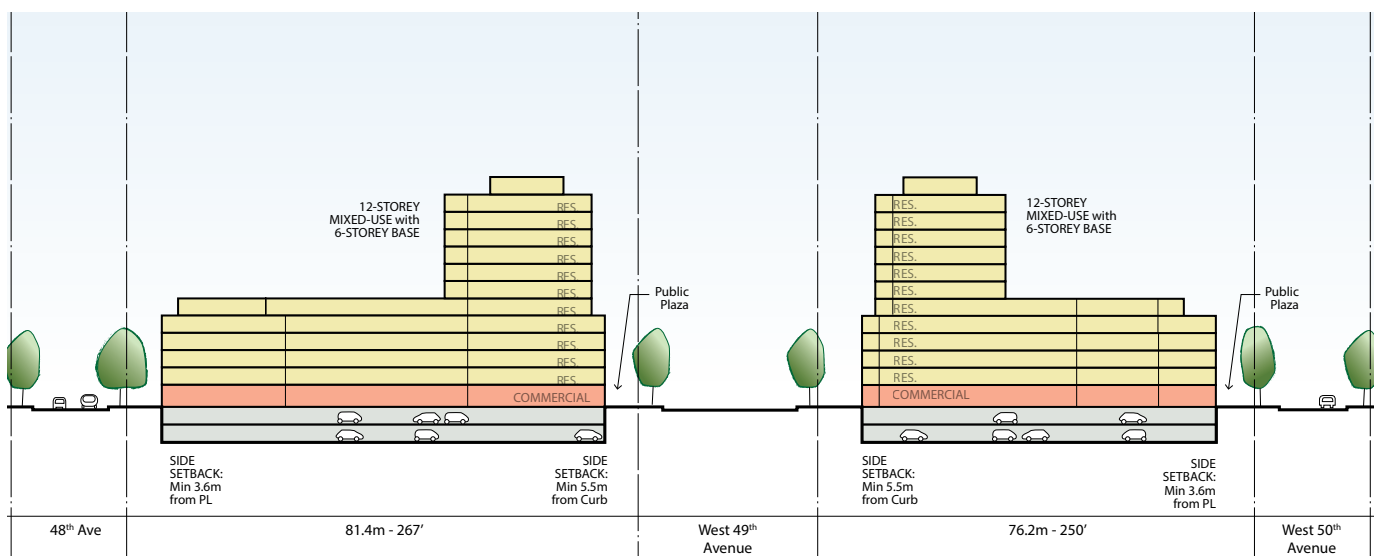 12-STOREY
MIXED-USE with
6-STOREY BASE
RES.
RES.
RES.
RES.
RES.
RES.
RES.
RES.
RES.
RES.
RES.
COMMERCIAL
Public
Plaza
RES.
RES.
RES.
RES.
RES.
RES.
RES.
RES.
RES.
RES.
RES.
COMMERCIAL
12-STOREY
MIXED-USE with
6-STOREY BASE
Public
Plaza
SIDE
SETBACK:
Min 3.6m
from PL
SIDE
SETBACK:
Min 5.5m
from Curb
SIDE
SETBACK:
Min 5.5m
from Curb
SIDE
SETBACK:
Min 3.6m
from PL
48th Ave
81.4m - 267'
West 49th
Avenue
76.2m - 250'
West 50th
Avenue